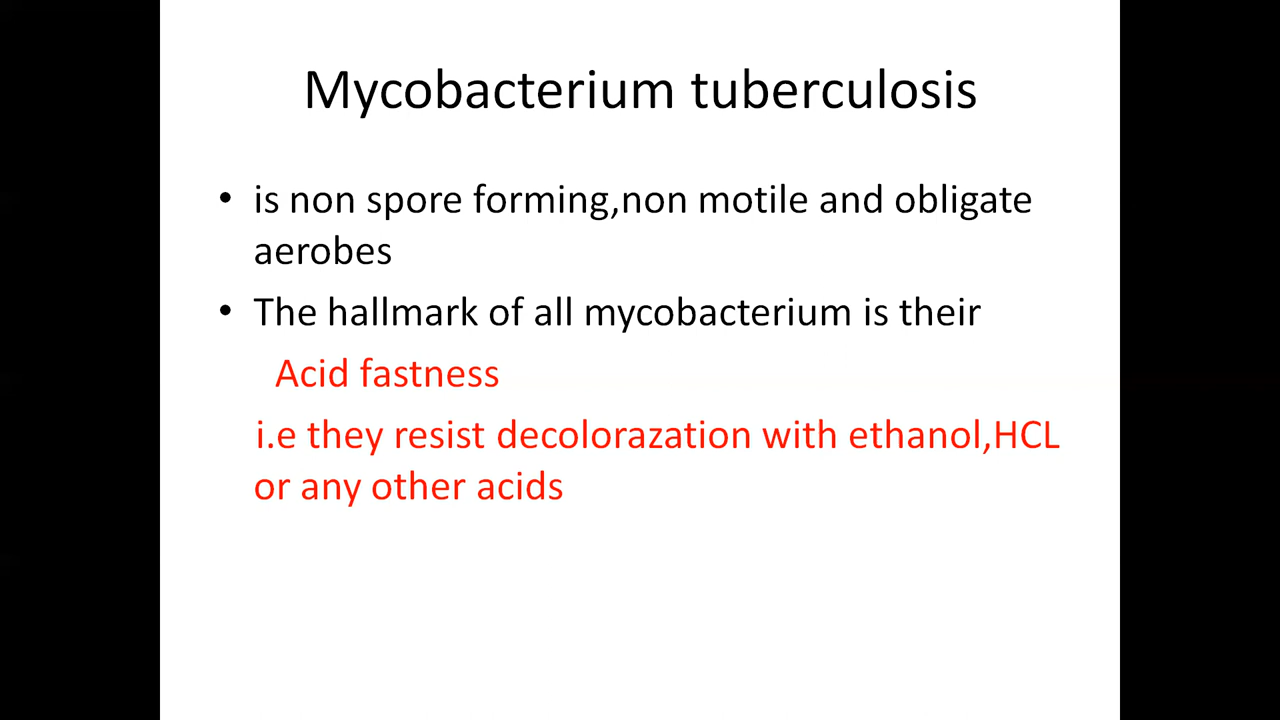 Mycobacterium tuberculosis
• is non spore forming,non motile and obligate
aerobes
• The hallmark of all mycobacterium is their
Acid fastness
i.e they resist decolorazation with ethanol,HCL
or any other acids